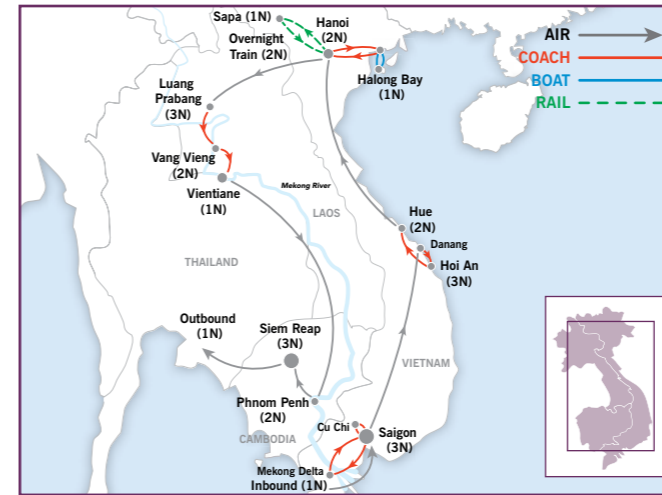 Sapa (1N)
Overnight
Train (2N)
Hanoi
(2N)
Halong Bay
(1N)
AIR
COACH
BOAT
RAIL
Luang
Prabang
(3N)
Vang Vieng
(2N)
Vientiane
(1N)
Mekong River
LAOS
Hue
(2N)
Danang
Hoi An
(3N)
THAILAND
Outbound
(1N)
Siem Reap
(3N)
VIETNAM
Phnom Penh
(2N)
CAMBODIA
Cu Chi
Saigon
(3N)
Mekong Delta
Inbound (1N)